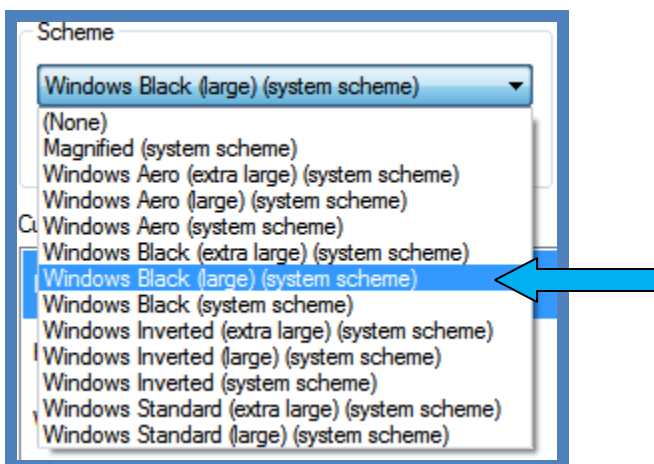 Scheme
Windows Black (large) (system scheme)
(None)
Magnified (system scheme)
Windows Aero (extra large) (system scheme)
Windows Aero (large) (system scheme)
Windows Aero (system scheme)
Windows Black (extra large) (system scheme)
Windows Black (large) (system scheme)
Windows Black (system scheme)
Windows Inverted (extra large) (system scheme)
Windows Inverted (large) (system scheme)
Windows Inverted (system scheme)
Windows Standard (extra large) (system scheme)
Windows Standard (large) (system scheme)